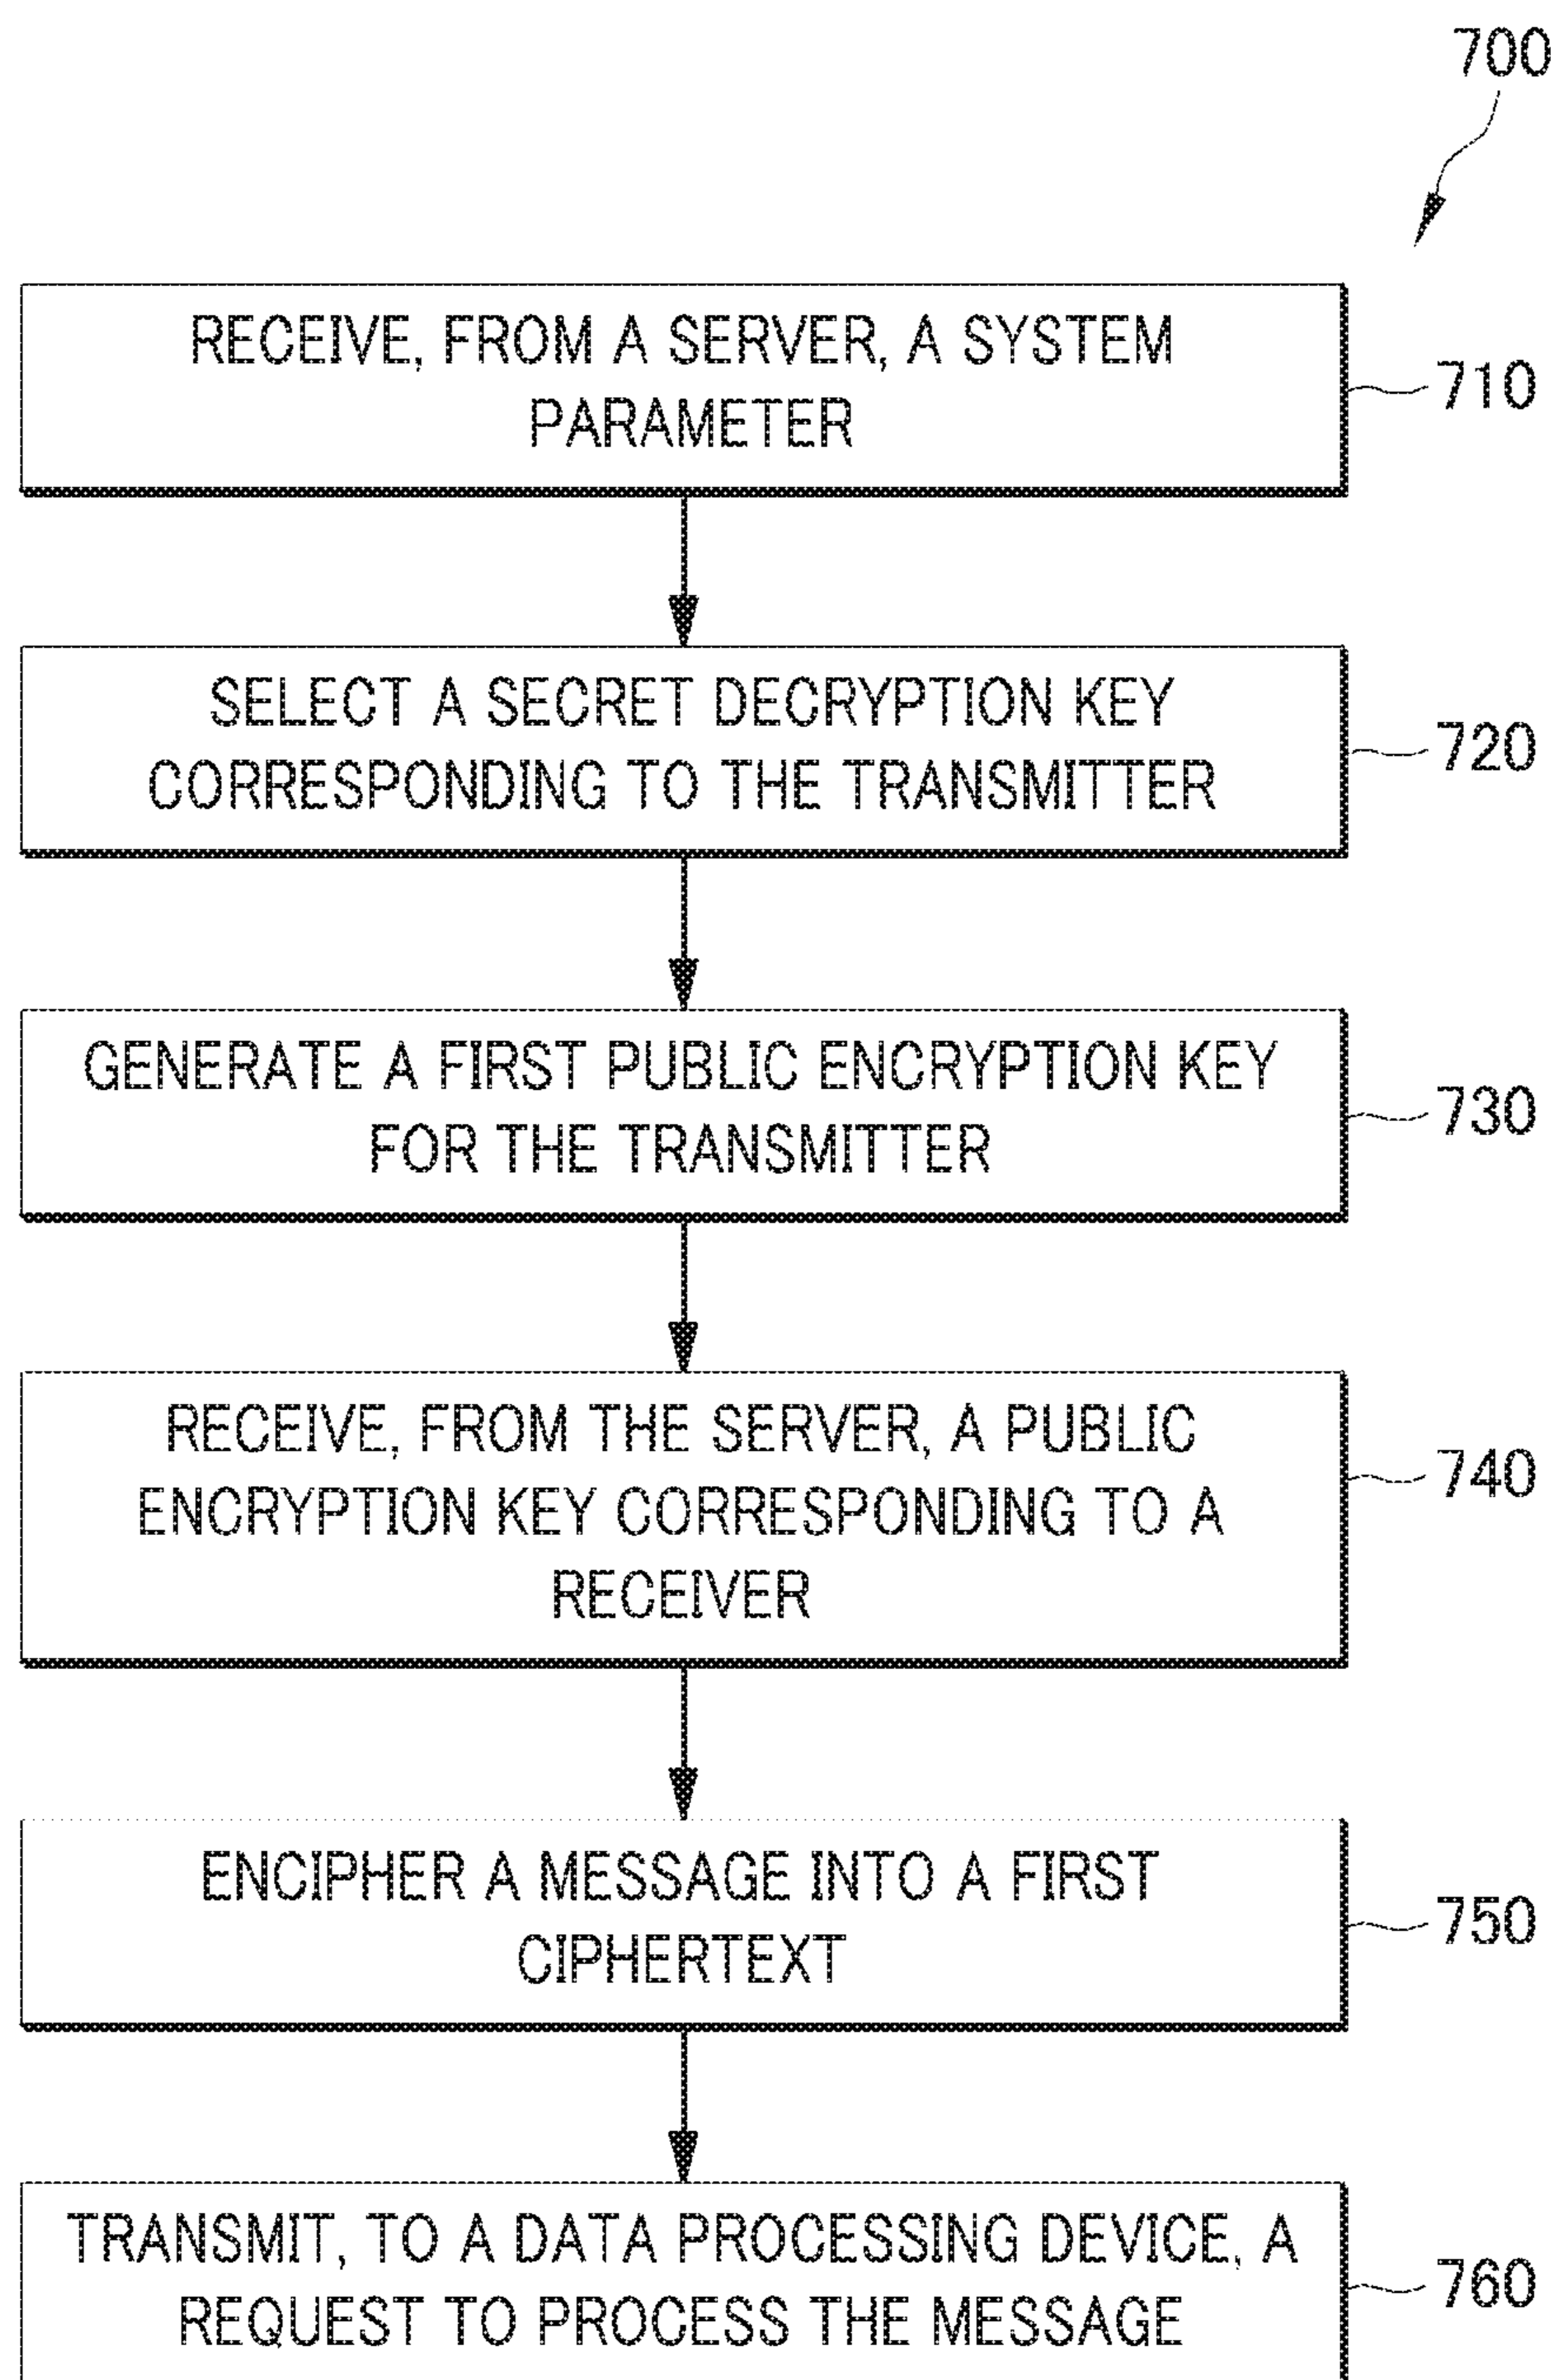 700
RECEIVE, FROM A SERVER, A SYSTEM
PARAMETER
710
SELECT A SECRET DECRYPTION KEY
CORRESPONDING TO THE TRANSMITTER
720
GENERATE A FIRST PUBLIC ENCRYPTION KEY
FOR THE TRANSMITTER
730
RECEIVE, FROM THE SERVER, A PUBLIC
ENCRYPTION KEY CORRESPONDING TO A
RECEIVER
740
ENCIPHER A MESSAGE INTO A FIRST
CIPHERTEXT
750
TRANSMIT, TO A DATA PROCESSING DEVICE, A
REQUEST TO PROCESS THE MESSAGE
760